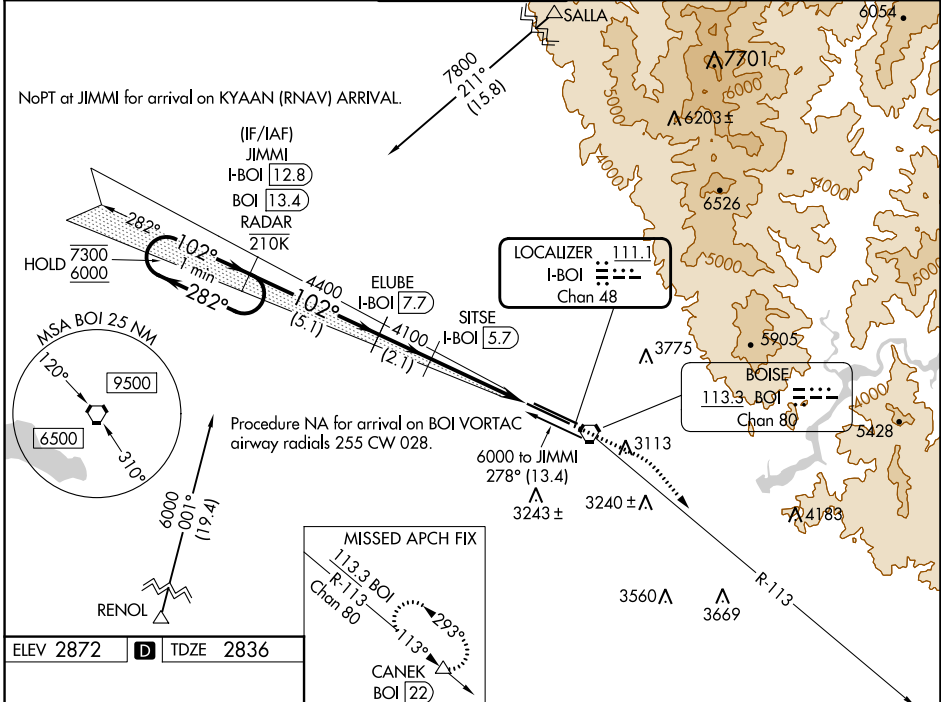 SALLA
6054
7800
211°
(15.8)
7701
6000
5000
NoPT at JIMMI for arrival on KYAAN (RNAV) ARRIVAL.
6203±
4000
4000
(IF/IAF)
JIMMI
I-BOI 12.8
BOI 13.4
RADAR
210K
6526
282°
102°
1 min
282°
HOLD 7300
6000
4400
102°
(5.1)
ELUBE
I-BOI 7.7
4100
(2.1)
SITSE
I-BOI 5.7
LOCALIZER 111.1
I-BOI
Chan 48
5000
5905
3775
MSA BOI 25 NM
120°
9500
6500
310°
BOISE
113.3 BOI
Chan 80
4000
5428
Procedure NA for arrival on BOI VORTAC
airway radials 255 CW 028.
6000 to JIMMI
278° (13.4)
3113
3243±
3240±
4183
6000
001°
(19.4)
RENOL
MISSED APCH FIX
113.3 BOI
R-113
Chan 80
293°
113°
CANEK
BOI 22
3560
3669
R-113
ELEV 2872 D TDZE 2836